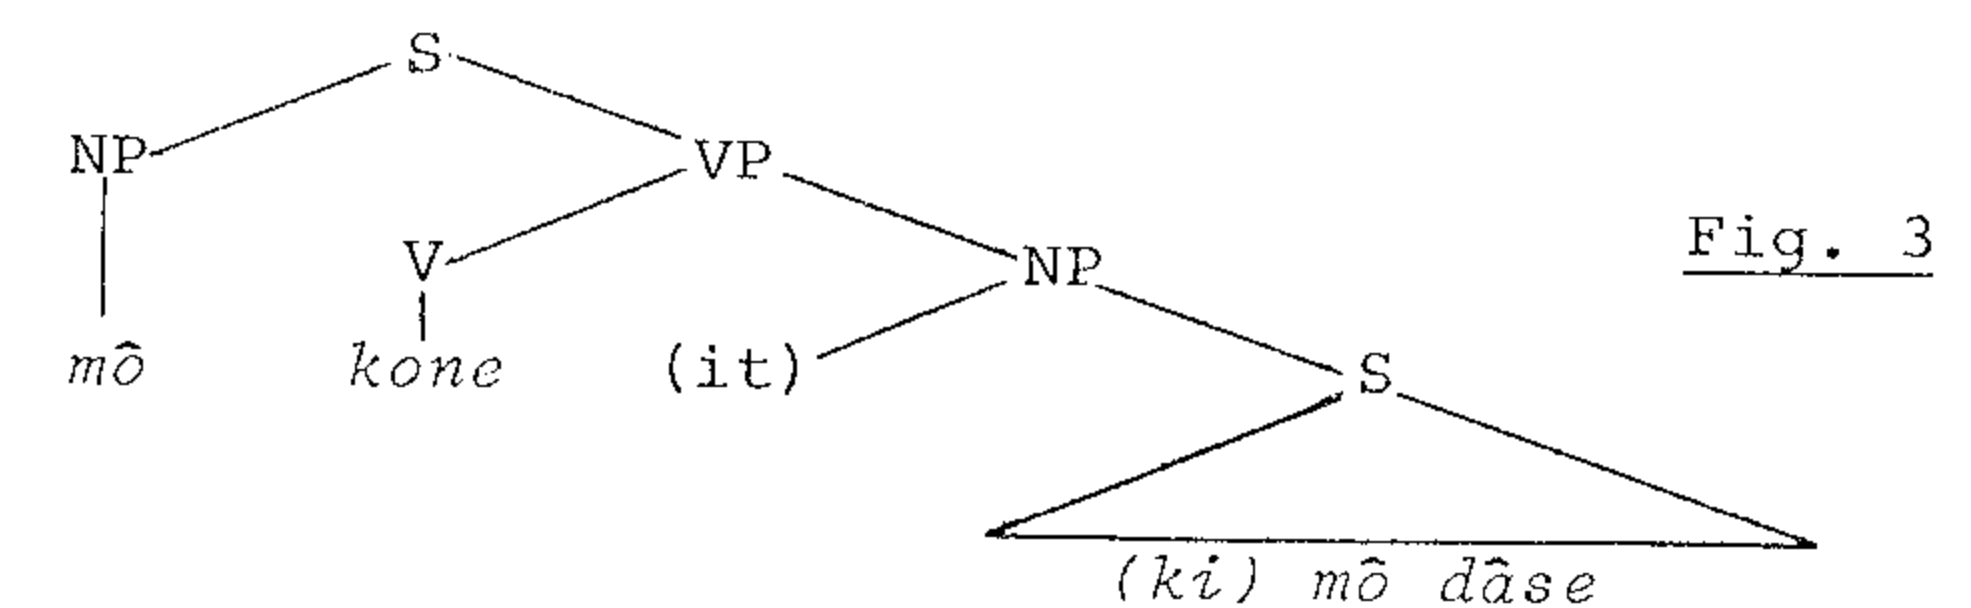 S
NP VP
V NP Fig. 3
mô kone (it) S
(ki) mô dâse